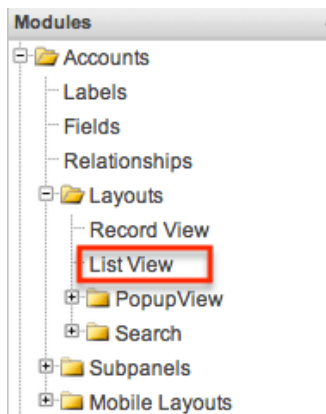 Modules
Accounts
Labels
Fields
Relationships
Layouts
Record View
List View
PopupView
Search
Subpanels
Mobile Layouts